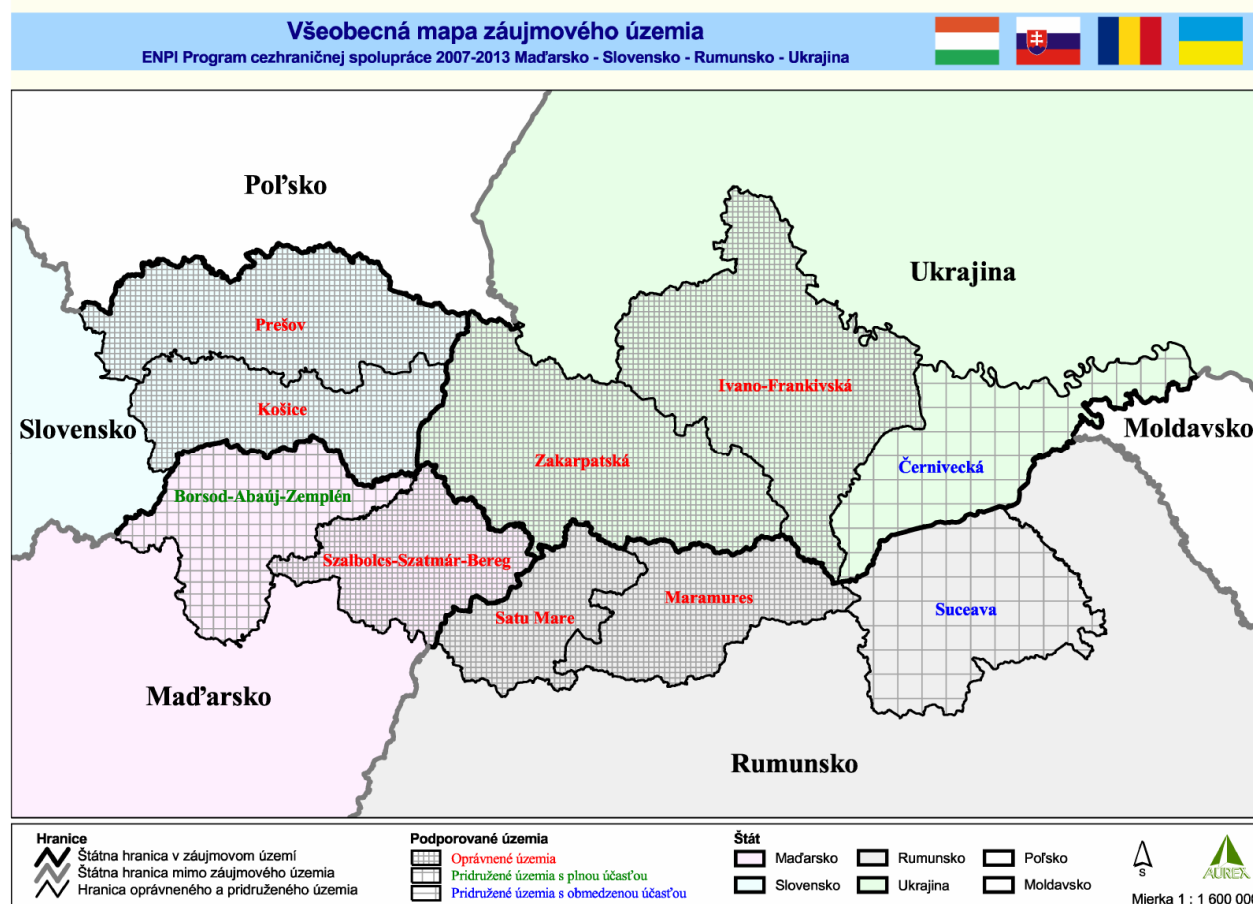 Všeobecná mapa záujmového územia
ENPI Program cezhraničnej spolupráce 2007-2013 Maďarsko - Slovensko - Rumunsko - Ukrajina
Poľsko
Ukrajina
Prešov
Ivano-Frankivská
Košice
Slovensko
Moldavsko
Zakarpatská
Černivecká
Borsod-Abaúj-Zemplén
Szalbolcs-Szatmár-Bereg
Maramures
Satu Mare
Suceava
Maďarsko
Rumunsko
Hranice
Štátna hranica v záujmovom území
Štátna hranica mimo záujmového územia
Hranica oprávneného a pridruženého územia
Podporované územia
Oprávnené územia
Pridružené územia s plnou účasťou
Pridružené územia s obmedzenou účasťou
Štát
Maďarsko
Rumunsko
Poľsko
Slovensko
Ukrajina
Moldavsko
S
AUREX
Mierka 1 : 1 600 000